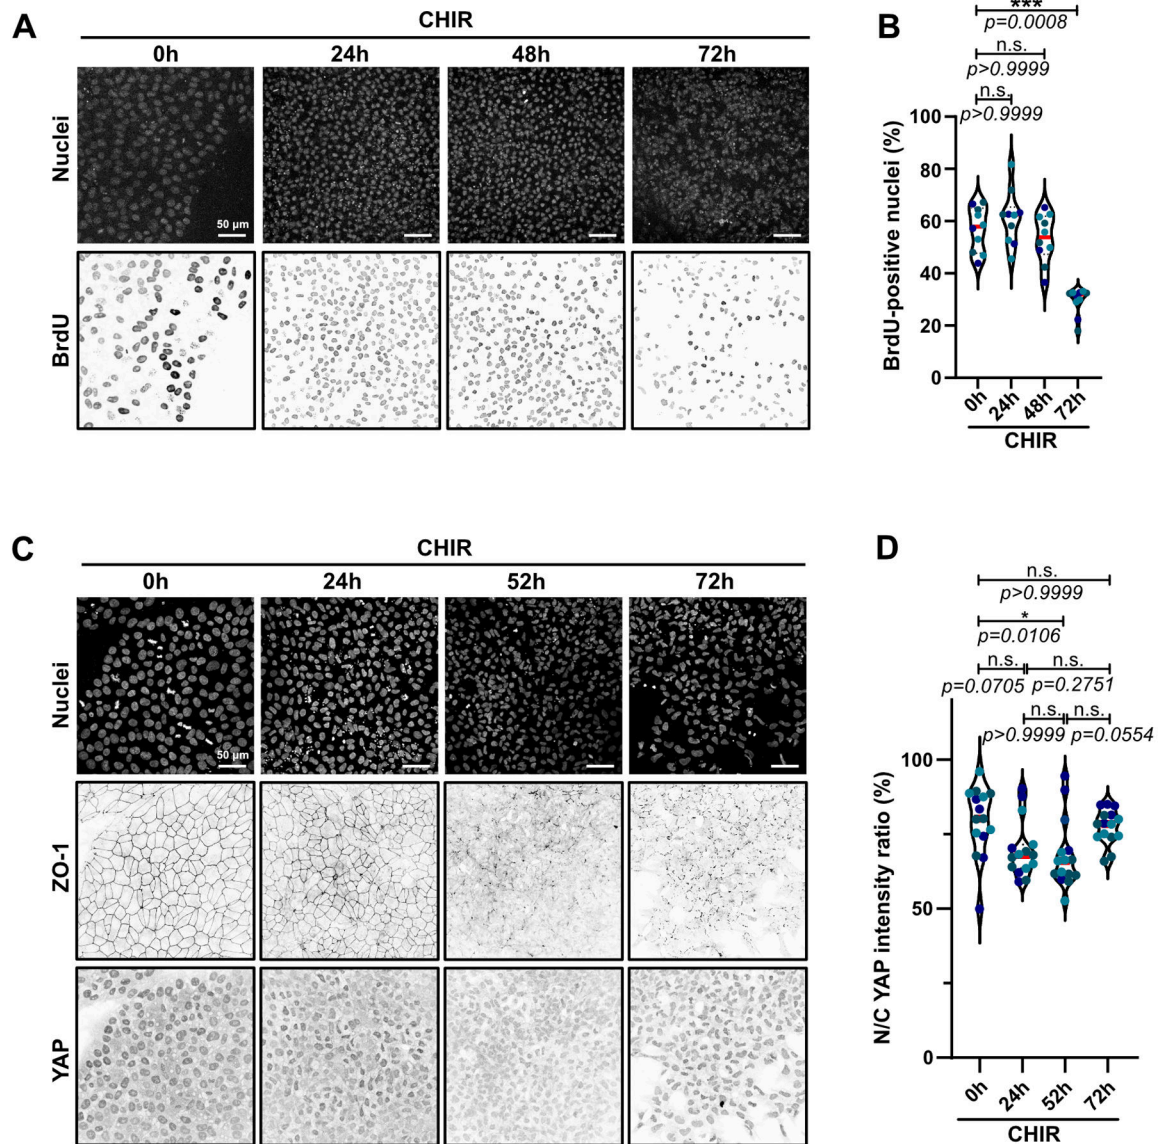 A
CHIR
0h 24h 48h 72h
Nuclei
50 µm
BrdU
B
***
p=0.0008
n.s.
p>0.9999
n.s.
p>0.9999
BrdU-positive nuclei (%)
100
80
60
40
20
0
0h 24h 48h 72h
CHIR
C
CHIR
0h 24h 52h 72h
Nuclei
50 µm
ZO-1
YAP
D
n.s.
p>0.9999
*
p=0.0106
n.s. n.s.
p=0.0705 p=0.2751
n.s. n.s.
p>0.9999 p=0.0554
N/C YAP intensity ratio (%)
100
50
0
0h 24h 52h 72h
CHIR